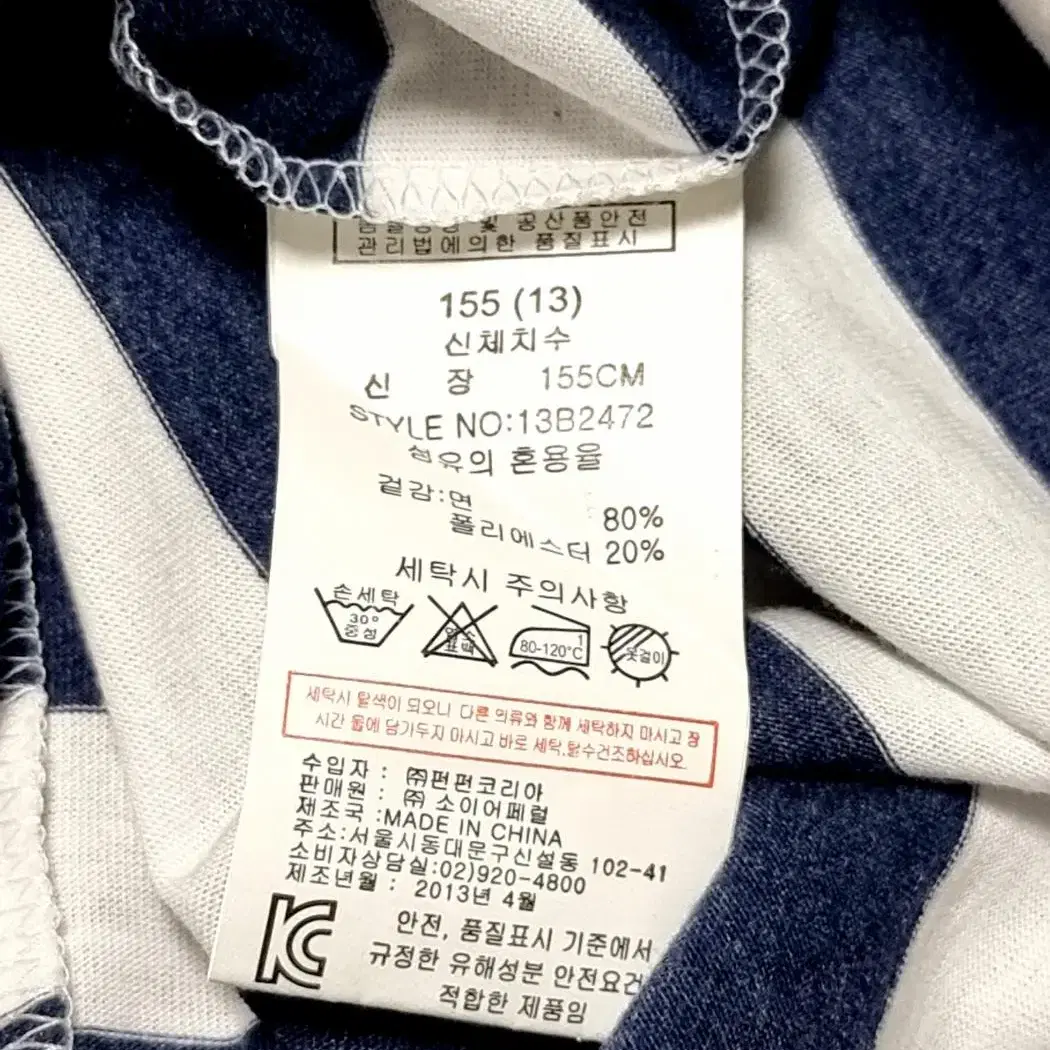 및 공산품안전
관리법에의한 품질표시
155 (13)
신체치수
신 장 155CM
STYLE NO:13B2472
섬유의 혼용율
겉감:면 80%
폴리에스터 20%
세탁시 주의사항
손세탁
30°
중성
표백
80-120°C
1
옷걸이
세탁시 탈색이 되오니 다른 의류와 함께 세탁하지 마시고 장
시간 물에 담가두지 마시고 바로 세탁,탈수건조하십시오.
수입자 : ㈜펀펀코리아
판매원 : ㈜ 소이어페럴
제조국 :MADE IN CHINA
주소:서울시동대문구신설동 102-41
소비자상담실:02)920-4800
제조년월 : 2013년 4월
안전, 품질표시 기준에서
규정한 유해성분 안전요건
적합한 제품임